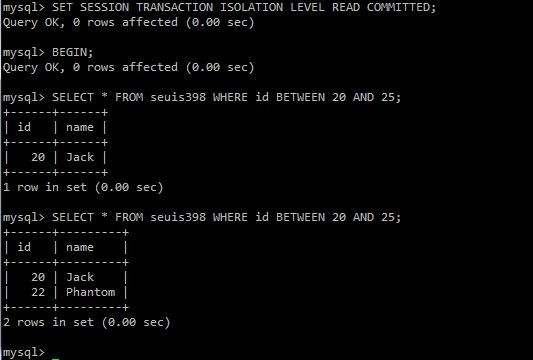 mysql> SET SESSION TRANSACTION ISOLATION LEVEL READ COMMITTED;
Query OK, 0 rows affected (0.00 sec)

mysql> BEGIN;
Query OK, 0 rows affected (0.00 sec)

mysql> SELECT * FROM seuis398 WHERE id BETWEEN 20 AND 25;
+------+------+
| id   | name |
+------+------+
|   20 | Jack |
+------+------+
1 row in set (0.00 sec)

mysql> SELECT * FROM seuis398 WHERE id BETWEEN 20 AND 25;
+------+---------+
| id   | name    |
+------+---------+
|   20 | Jack    |
|   22 | Phantom |
+------+---------+
2 rows in set (0.00 sec)

mysql> _